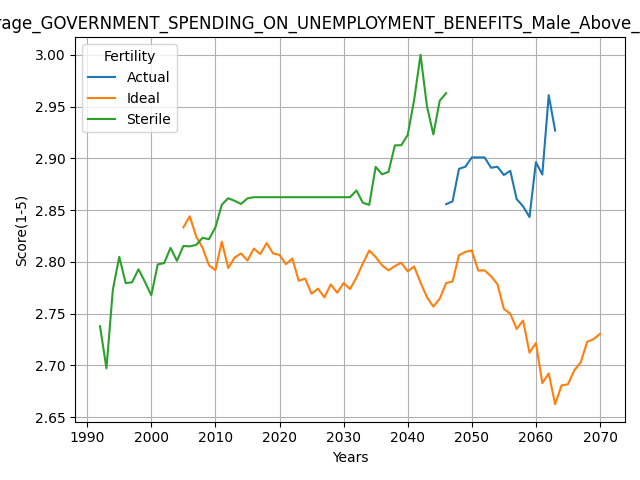 rage_GOVERNMENT_SPENDING_ON_UNEMPLOYMENT_BENEFITS_Male_Above_
Fertility
Actual
Ideal
Sterile
3.00
2.95
2.90
2.85
2.80
2.75
2.70
2.65
Score(1-5)
1990 2000 2010 2020 2030 2040 2050 2060 2070
Years